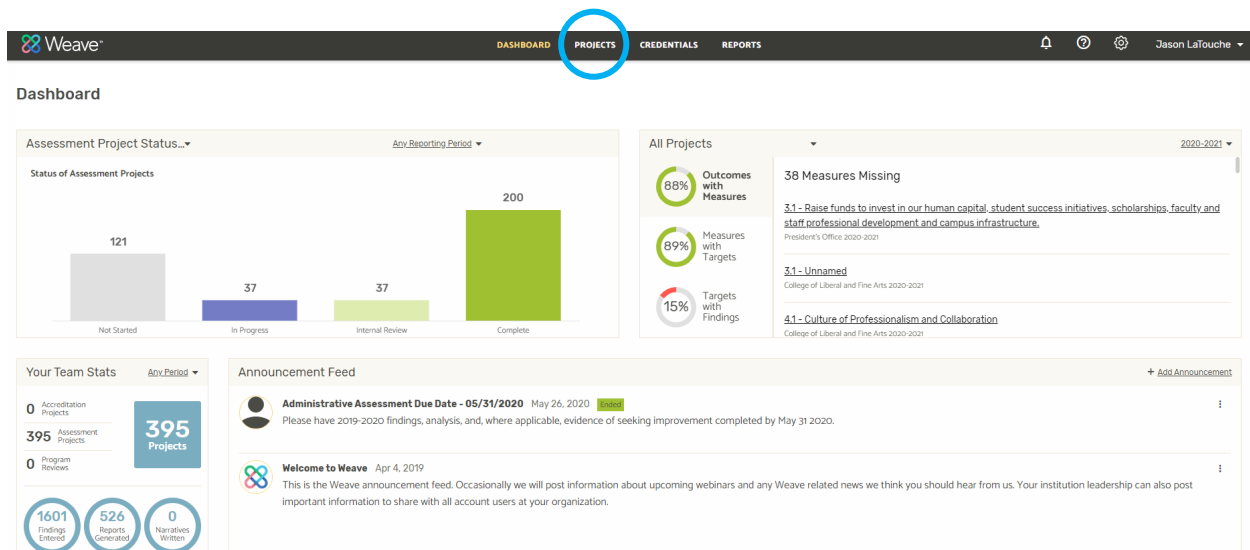 Weave™
DASHBOARD PROJECTS CREDENTIALS REPORTS
Jason LaTouche
Dashboard
Assessment Project Status...
Any Reporting Period
Status of Assessment Projects
121
37
37
200
Not Started
In Progress
Internal Review
Complete
All Projects
2020-2021
88%
Outcomes
with
Measures
89%
Measures
with
Targets
15%
Targets
with
Findings
38 Measures Missing
3.1 - Raise funds to invest in our human capital, student success initiatives, scholarships, faculty and
staff professional development and campus infrastructure.
President's Office 2020-2021
3.1 - Unnamed
College of Liberal and Fine Arts 2020-2021
4.1 - Culture of Professionalism and Collaboration
College of Liberal and Fine Arts 2020-2021
Your Team Stats
Any Period
0 Accreditation
Projects
395 Assessment
Projects
0 Program
Reviews
395
Projects
1601
Findings
Entered
526
Reports
Generated
0
Narratives
Written
Announcement Feed
+ Add Announcement
Administrative Assessment Due Date - 05/31/2020 May 26, 2020 Ended
Please have 2019-2020 findings, analysis, and, where applicable, evidence of seeking improvement completed by May 31 2020.
Welcome to Weave Apr 4, 2019
This is the Weave announcement feed. Occasionally we will post information about upcoming webinars and any Weave related news we think you should hear from us. Your institution leadership can also post
important information to share with all account users at your organization.